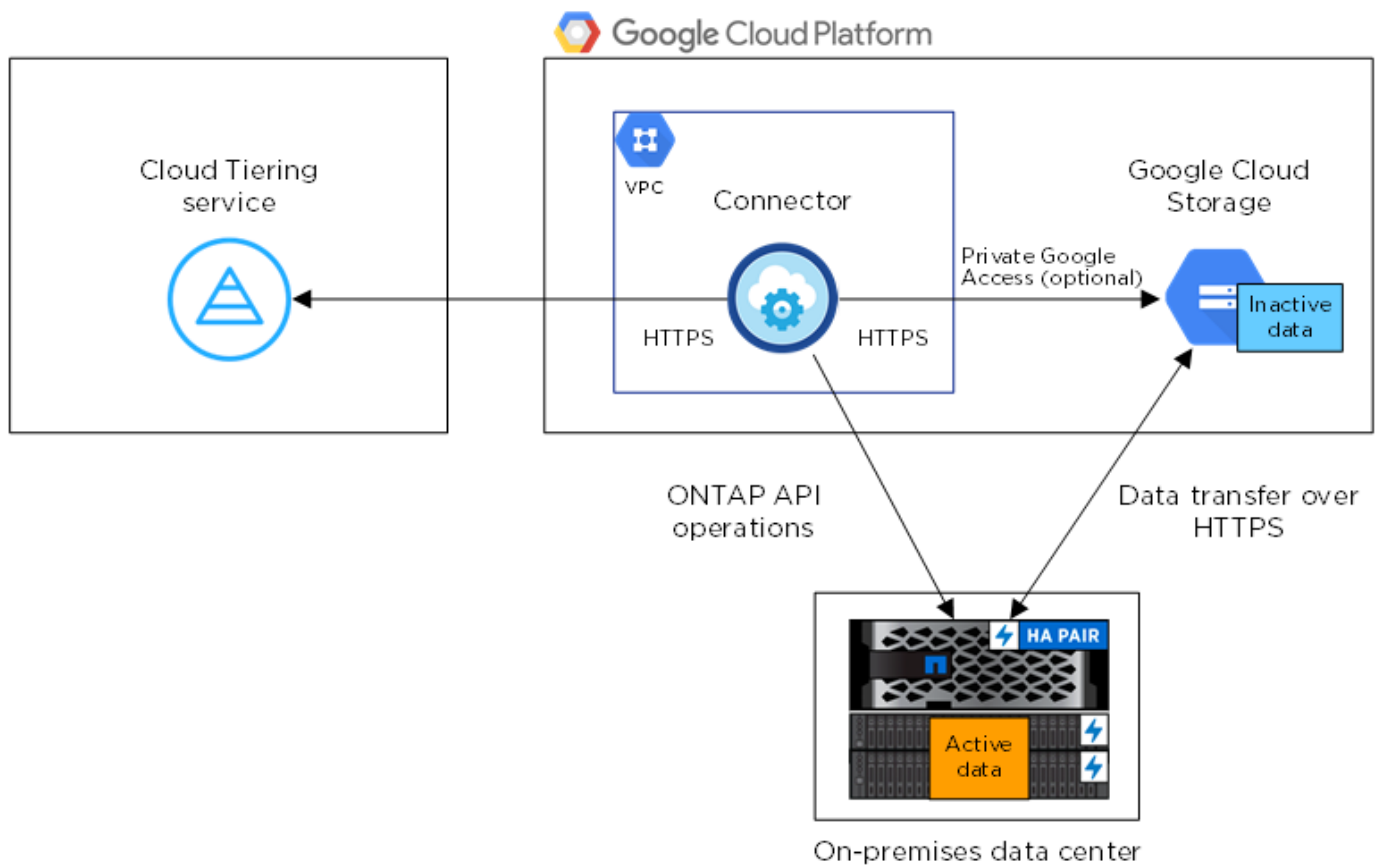 Google Cloud Platform
Cloud Tiering
service
VPC
Connector
Google Cloud
Storage
Private Google
Access (optional)
HTTPS
HTTPS
Inactive
data
ONTAP API
operations
Data transfer over
HTTPS
HA PAIR
Active
data
On-premises data center